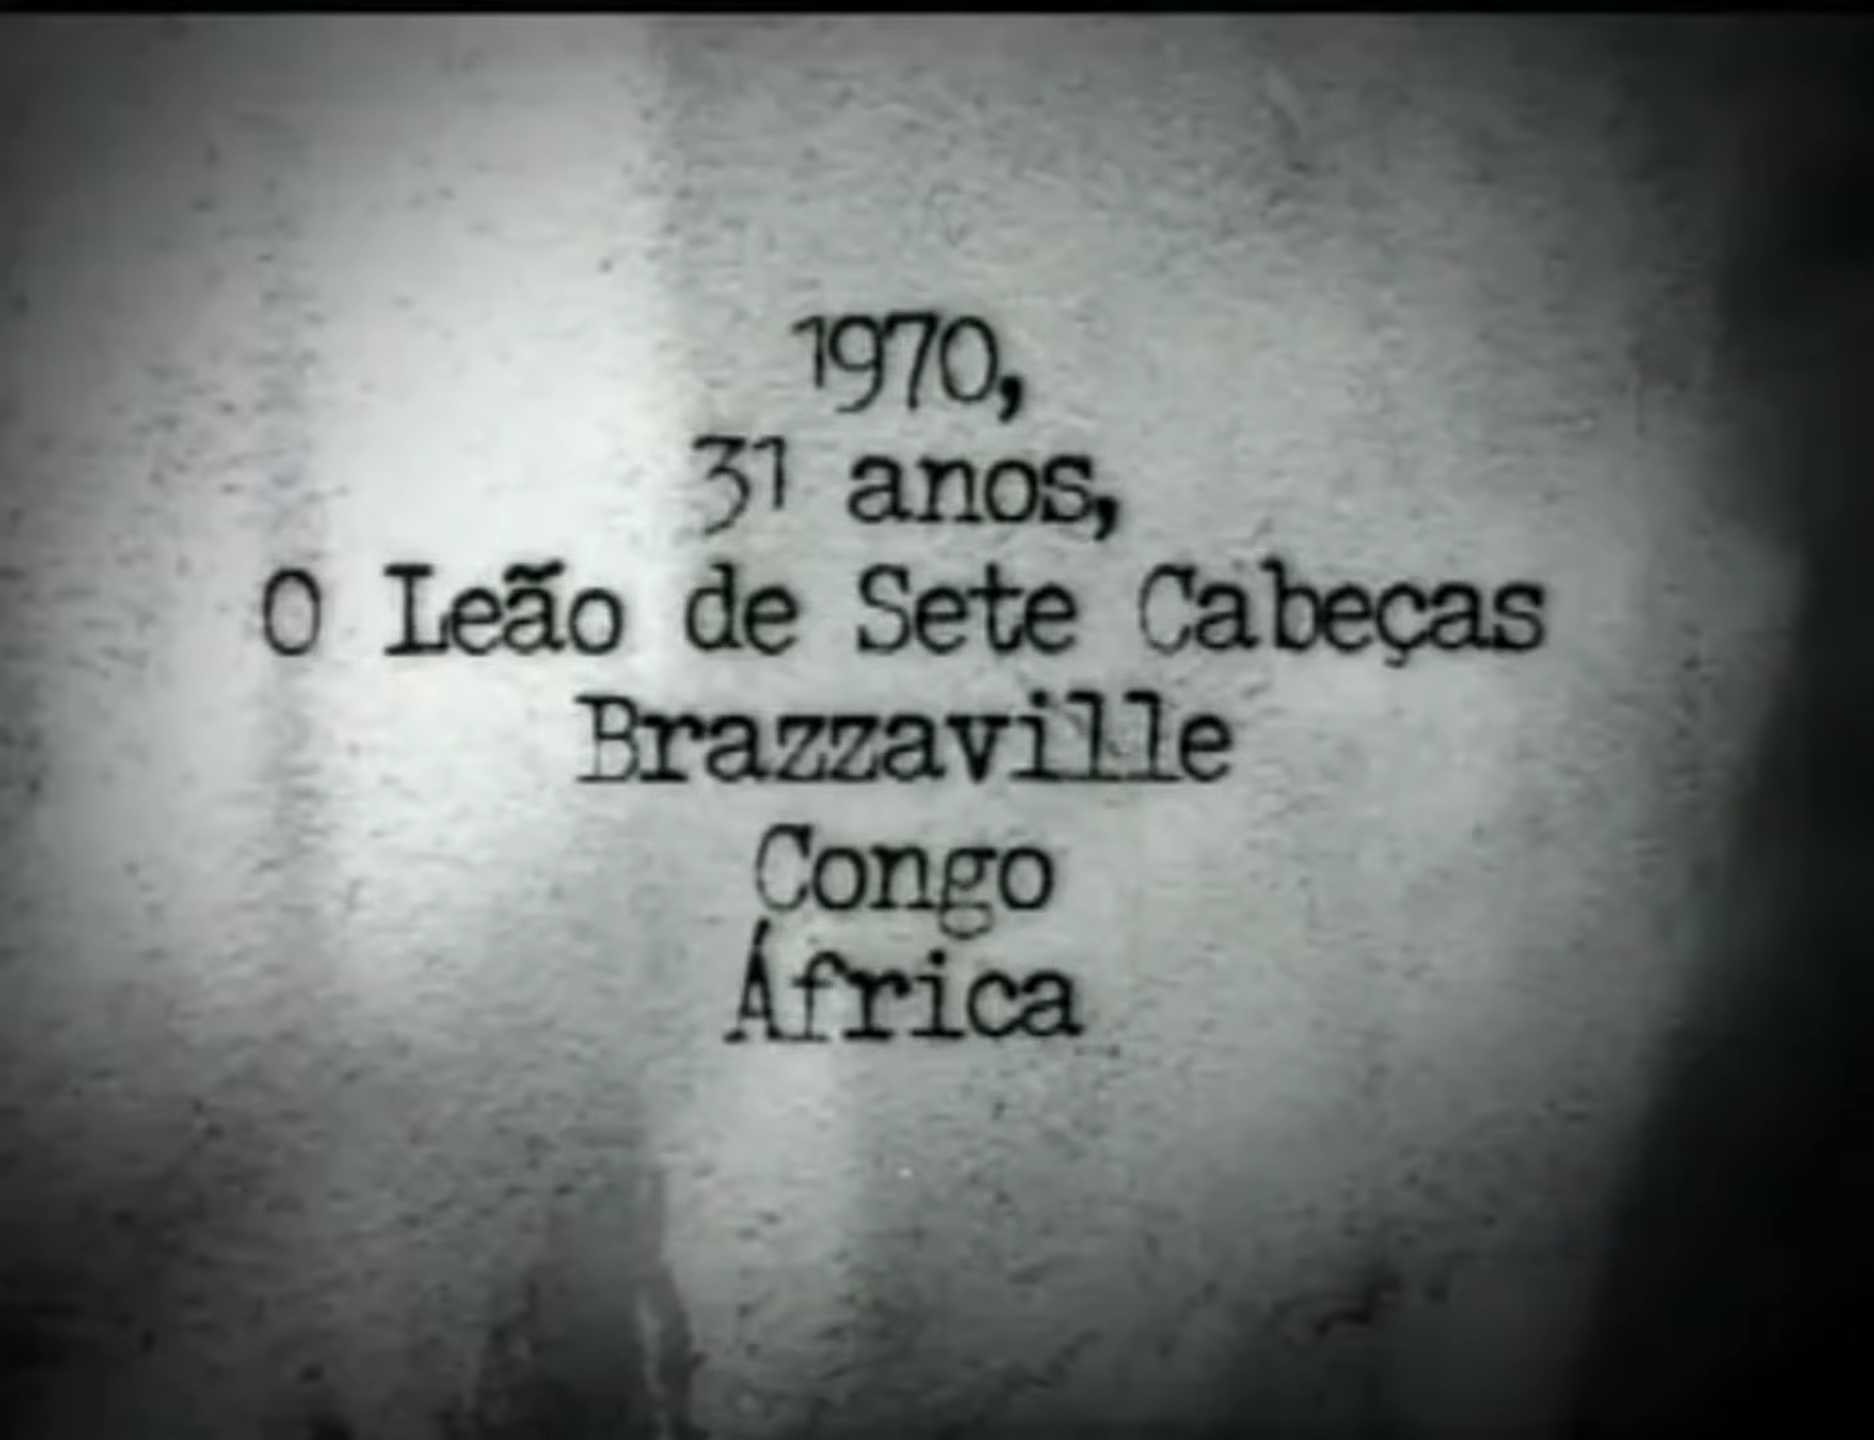 1970,
31 anos,
O Leão de Sete Cabeças
Brazzaville
Congo
África